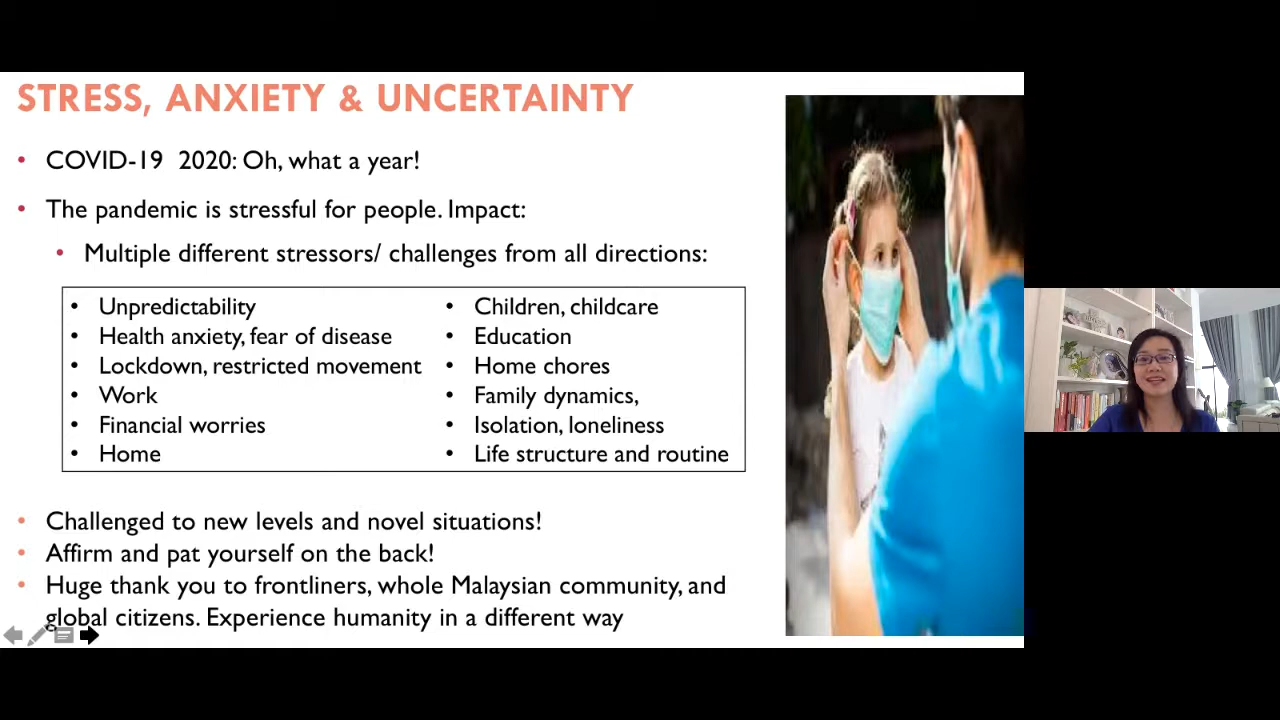 STRESS, ANXIETY & UNCERTAINTY
• COVID-19 2020: Oh, what a year!
• The pandemic is stressful for people. Impact:
• Multiple different stressors/ challenges from all directions:
• Unpredictability
• Health anxiety, fear of disease
• Lockdown, restricted movement
• Work
• Financial worries
• Home
• Children, childcare
• Education
• Home chores
• Family dynamics,
• Isolation, loneliness
• Life structure and routine
• Challenged to new levels and novel situations!
• Affirm and pat yourself on the back!
• Huge thank you to frontliners, whole Malaysian community, and
global citizens. Experience humanity in a different way